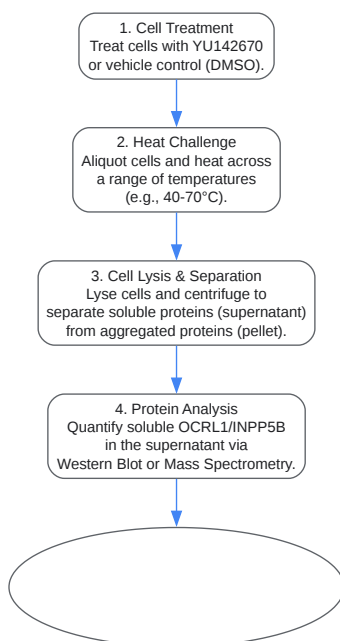 1. Cell Treatment
Treat cells with YU142670
or vehicle control (DMSO).
2. Heat Challenge
Aliquot cells and heat across
a range of temperatures
(e.g., 40-70°C).
3. Cell Lysis & Separation
Lyse cells and centrifuge to
separate soluble proteins (supernatant)
from aggregated proteins (pellet).
4. Protein Analysis
Quantify soluble OCRL1/INPP5B
in the supernatant via
Western Blot or Mass Spectrometry.